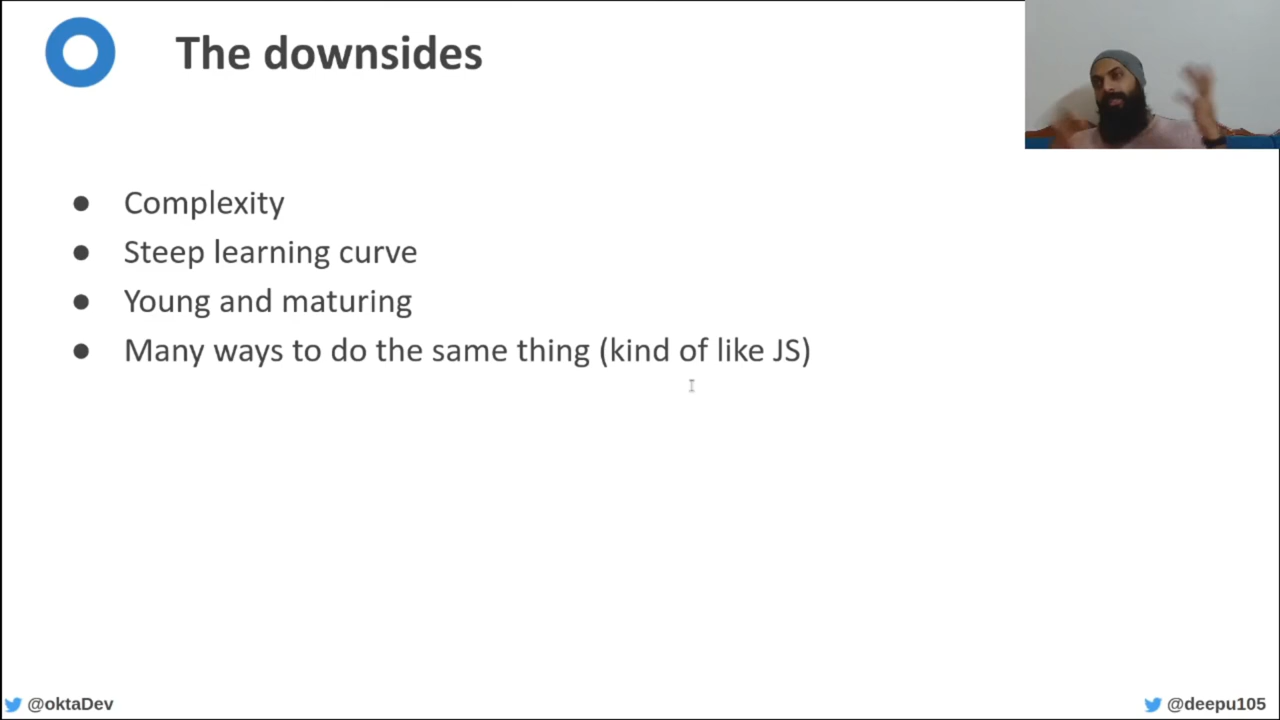 The downsides
Complexity
Steep learning curve
Young and maturing
Many ways to do the same thing (kind of like JS)
@oktaDev
@deepu105